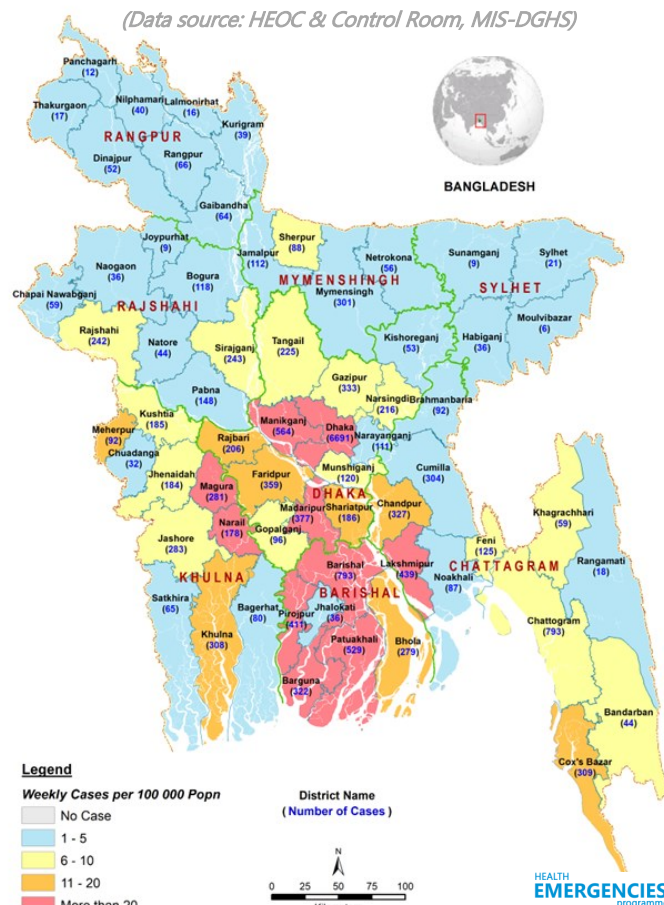 (Data source: HEOC & Control Room, MIS-DGHS)
Panchagarh
(12)
Thakurgaon
(17)
Nilphamari
(40)
Lalmonirhat
(16)
Kurigram
(39)
RANGPUR
Dinajpur
(52)
Rangpur
(66)
Gaibandha
(64)
BANGLADESH
Joypurhat
(9)
Jamalpur
(112)
Sherpur
(88)
Netrokona
(56)
Sunamganj
(9)
Sylhet
(21)
Naogaon
(36)
Bogura
(118)
MYMENSINGH
Mymensingh
(301)
SYLHET
Chapai Nawabganj
(59)
RAJSHAHI
Moulvibazar
(6)
Rajshahi
(242)
Natore
(44)
Sirajganj
(243)
Tangail
(225)
Kishoreganj
(53)
Habiganj
(36)
Pabna
(148)
Gazipur
(333)
Narsingdi
(216)
Brahmanbaria
(92)
Kushtia
(185)
Meherpur
(92)
Chuadanga
(32)
Rajbari
(206)
Manikganj
(564)
Dhaka
(6691)
Narayanganj
(111)
Jhenaidah
(184)
Magura
(281)
Faridpur
(359)
Munshiganj
(120)
Cumilla
(304)
DHAKA
Narail
(178)
Madaripur
(377)
Shariatpur
(186)
Chandpur
(327)
Khagrachhari
(59)
Jashore
(283)
Gopalganj
(96)
Feni
(125)
KHULNA
Barishal
(793)
Lakshmipur
(439)
CHATTAGRAM
Rangamati
(18)
Noakhali
(87)
BARISHAL
Satkhira
(65)
Bagerhat
(80)
Pirojpur
(411)
Jhalokati
(36)
Khulna
(308)
Patuakhali
(529)
Bhola
(279)
Chattogram
(793)
Barguna
(322)
Bandarban
(44)
Cox's Bazar
(309)
Legend
Weekly Cases per 100 000 Popn
No Case
1 - 5
6 - 10
11 - 20
More than 20
District Name
( Number of Cases )
N
0 25 50 75 100
HEALTH
EMERGENCIES
programme